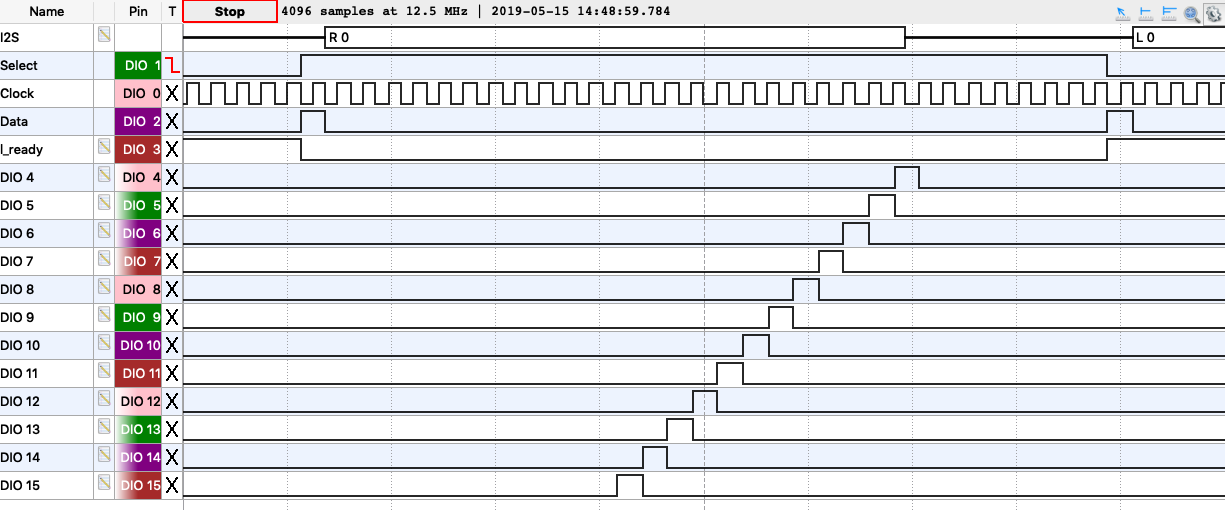 Name Pin T Stop 4096 samples at 12.5 MHz | 2019-05-15 14:48:59.784
I2S R 0 L 0
Select DIO 1
Clock DIO 0 X
Data DIO 2 X
l_ready DIO 3 X
DIO 4 DIO 4 X
DIO 5 DIO 5 X
DIO 6 DIO 6 X
DIO 7 DIO 7 X
DIO 8 DIO 8 X
DIO 9 DIO 9 X
DIO 10 DIO 10 X
DIO 11 DIO 11 X
DIO 12 DIO 12 X
DIO 13 DIO 13 X
DIO 14 DIO 14 X
DIO 15 DIO 15 X